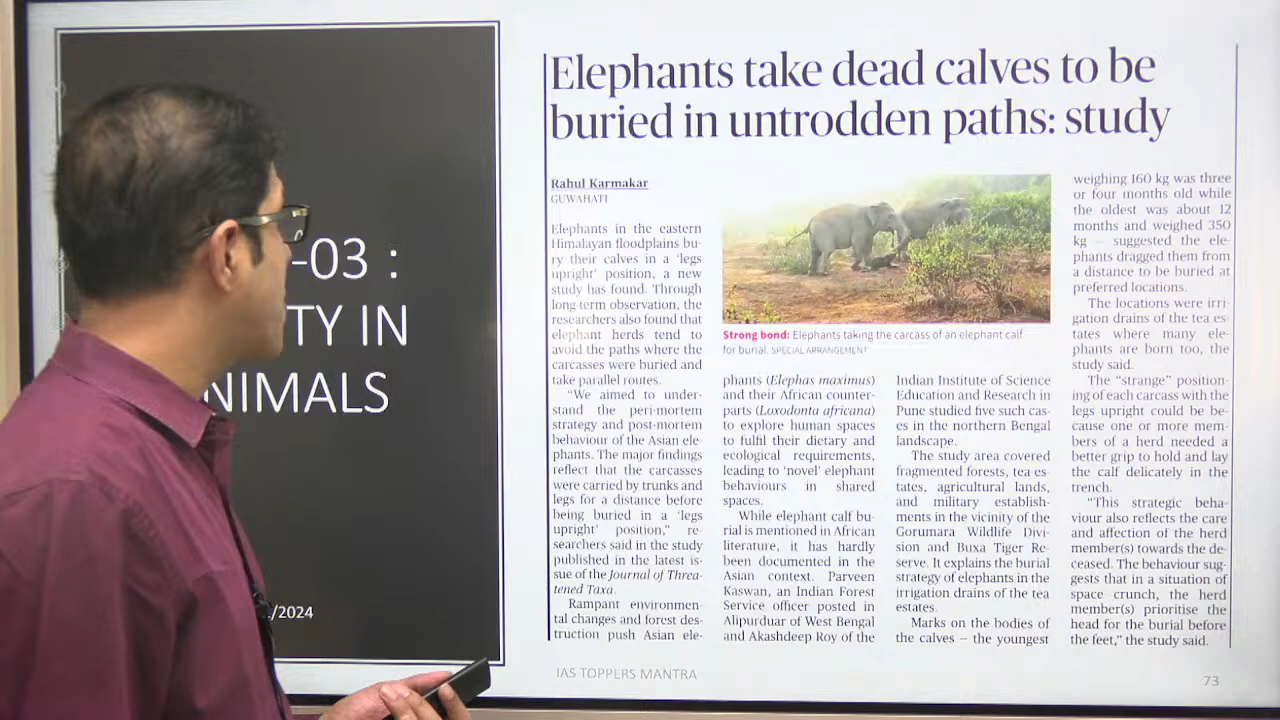 -03 :
TY IN
NIMALS
/2024
Elephants take dead calves to be
buried in untrodden paths: study
Rahul Karmakar
GUWAHATI
Elephants in the eastern
Himalayan floodplains bu-
ry their calves in a ‘legs
upright’ position, a new
study has found. Through
long-term observation, the
researchers also found that
elephant herds tend to
avoid the paths where the
carcasses were buried and
take parallel routes.
“We aimed to under-
stand the peri-mortem
strategy and post-mortem
behaviour of the Asian ele-
phants. The major findings
reflect that the carcasses
were carried by trunks and
legs for a distance before
being buried in a ‘legs
upright’ position,” re-
searchers said in the study
published in the latest is-
sue of the Journal of Threa-
tened Taxa.
Rampant environmen-
tal changes and forest des-
truction push Asian ele-
Strong bond: Elephants taking the carcass of an elephant calf
for burial. SPECIAL ARRANGEMENT
phants (Elephas maximus)
and their African counter-
parts (Loxodonta africana)
to explore human spaces
to fulfil their dietary and
ecological requirements,
leading to ‘novel’ elephant
behaviours in shared
spaces.
While elephant calf bu-
rial is mentioned in African
literature, it has hardly
been documented in the
Asian context. Parveen
Kaswan, an Indian Forest
Service officer posted in
Alipurduar of West Bengal
and Akashdeep Roy of the
Indian Institute of Science
Education and Research in
Pune studied five such cas-
es in the northern Bengal
landscape.
The study area covered
fragmented forests, tea es-
tates, agricultural lands,
and military establish-
ments in the vicinity of the
Gorumara Wildlife Divi-
sion and Buxa Tiger Re-
serve. It explains the burial
strategy of elephants in the
irrigation drains of the tea
estates.
Marks on the bodies of
the calves – the youngest
weighing 160 kg was three
or four months old while
the oldest was about 12
months and weighed 350
kg – suggested the ele-
phants dragged them from
a distance to be buried at
preferred locations.
The locations were irri-
gation drains of the tea es-
tates where many ele-
phants are born too, the
study said.
The “strange” position-
ing of each carcass with the
legs upright could be be-
cause one or more mem-
bers of a herd needed a
better grip to hold and lay
the calf delicately in the
trench.
“This strategic beha-
viour also reflects the care
and affection of the herd
member(s) towards the de-
ceased. The behaviour sug-
gests that in a situation of
space crunch, the herd
member(s) prioritise the
head for the burial before
the feet,” the study said.
IAS TOPPERS MANTRA
73